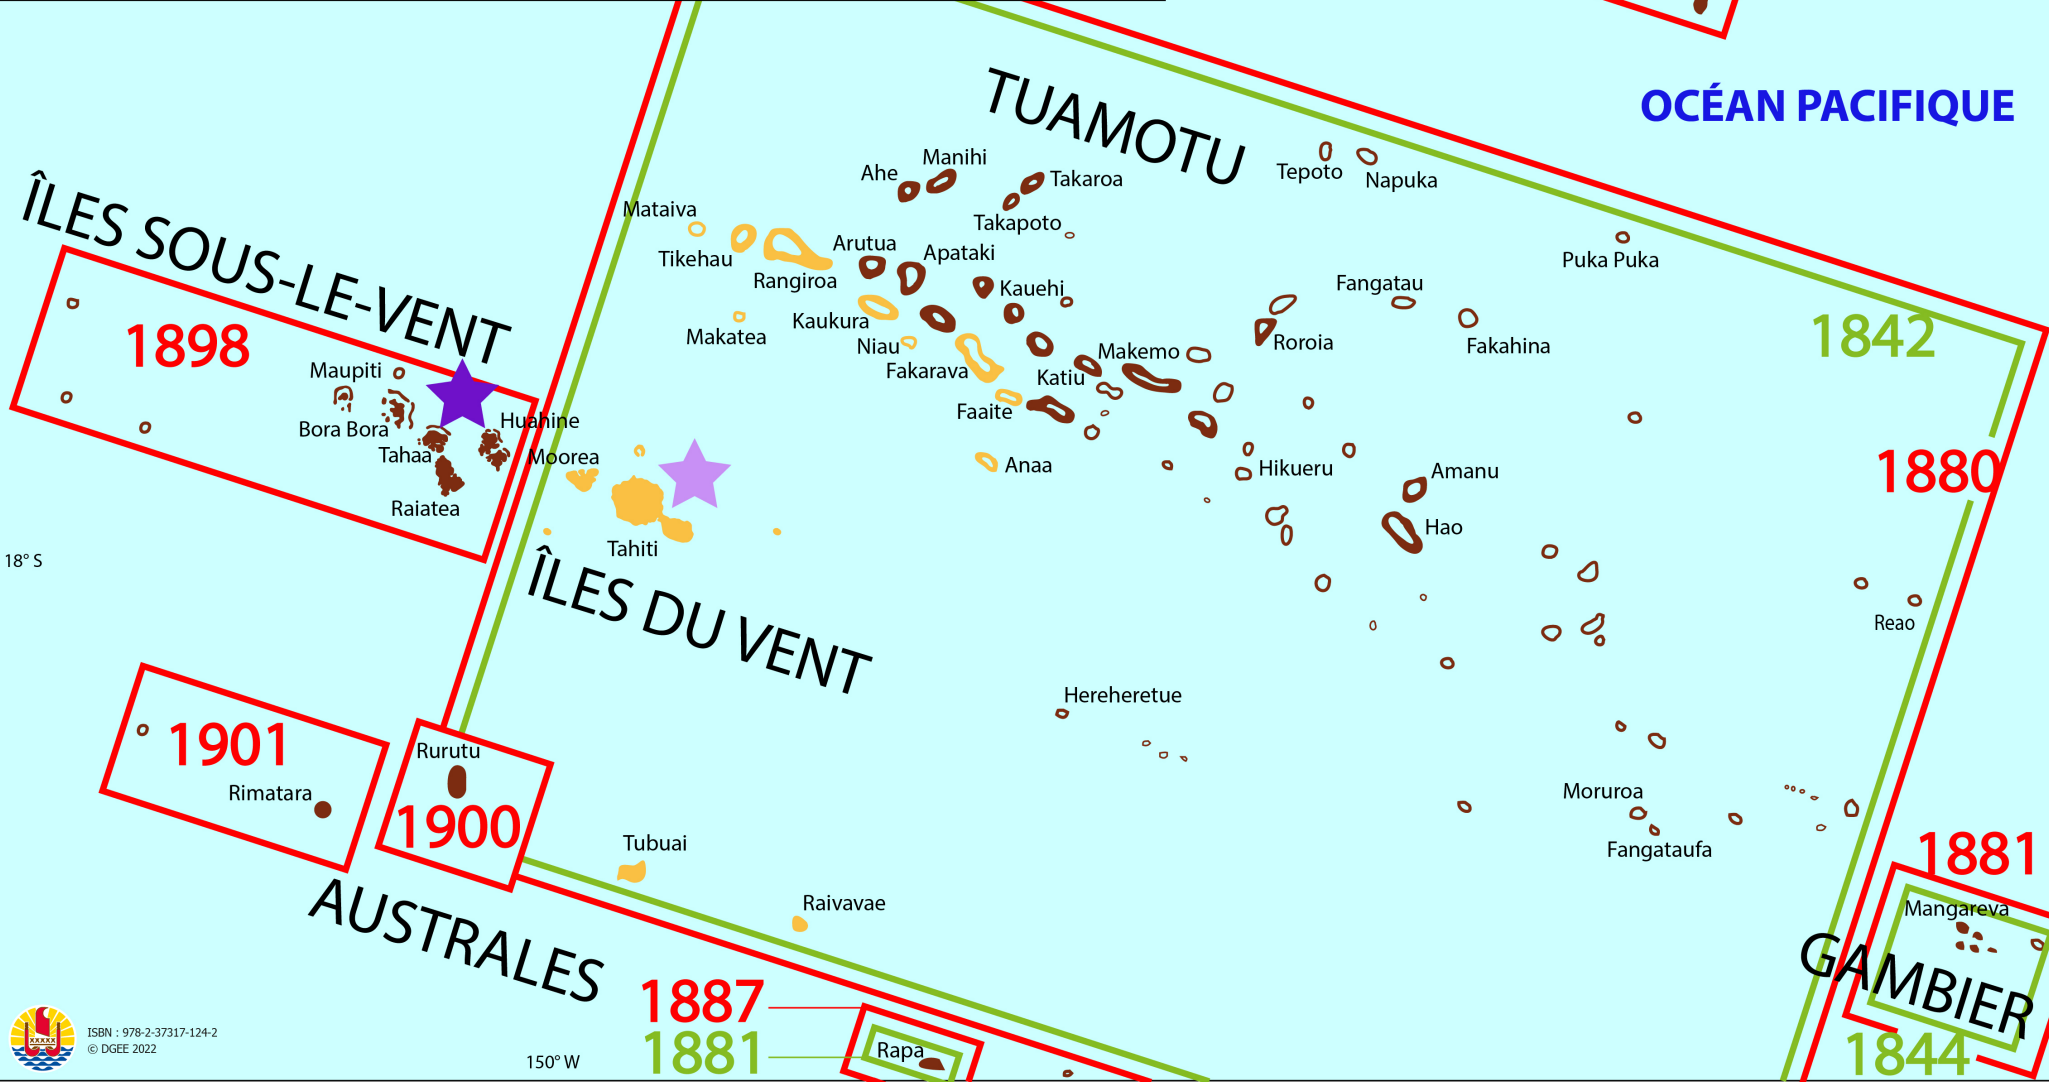 TUAMOTU
OCÉAN PACIFIQUE
Manihi
Ahe
Takaroa
Tepoto
Napuka
Mataiva
Takapoto
ÎLES SOUS-LE-VENT
Tikehau
Arutua
Apataki
Puka Puka
Rangiroa
Kauehi
Fangatau
1898
Makatea
Kaukura
Niau
Roroia
Fakahina
1842
Maupiti
Fakarava
Katiu
Makemo
Bora Bora
Huahine
Faaite
Tahaa
Moorea
Anaa
Hikueru
Amanu
1880
Raiatea
Hao
Tahiti
18° S
ÎLES DU VENT
Reao
Hereheretue
1901
Rurutu
Rimatara
1900
Moruroa
Tubuai
Fangataufa
1881
Raivavae
Mangareva
AUSTRALES
GAMBIER
1887
1881
Rapa
1844
ISBN : 978-2-37317-124-2
© DGEE 2022
150° W
XXXXX